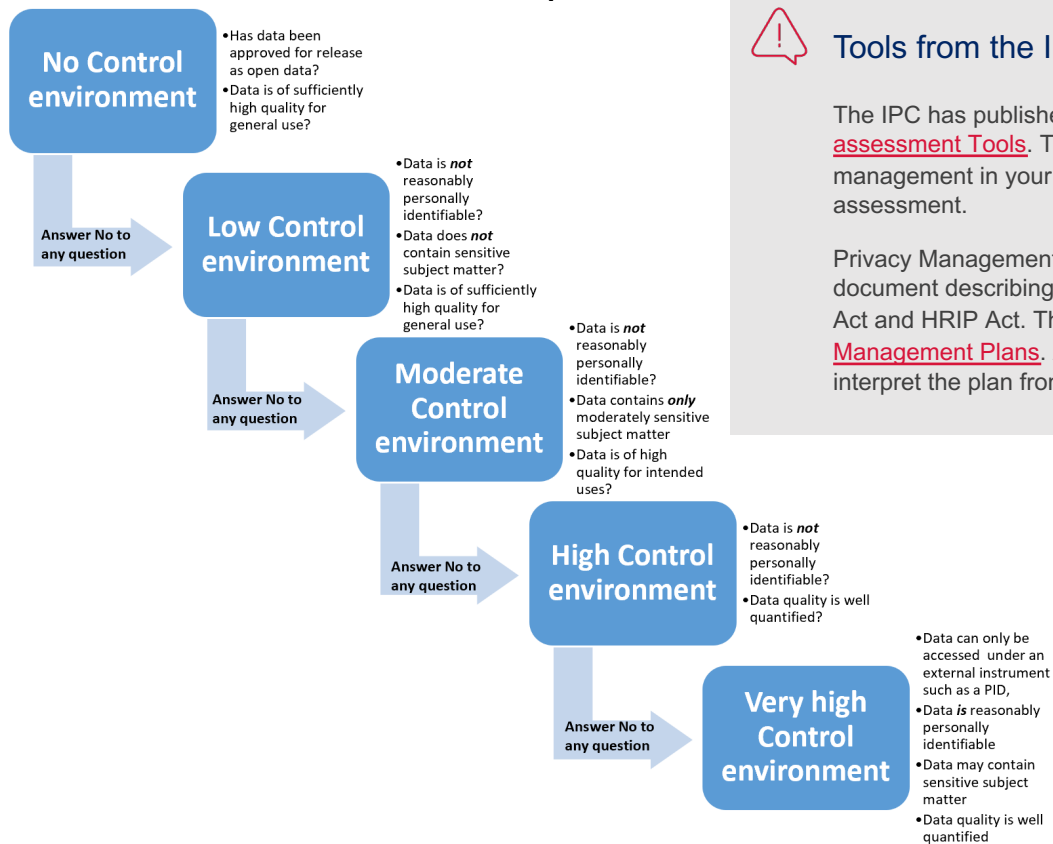 No Control
environment
•Has data been
approved for release
as open data?
•Data is of sufficiently
high quality for
general use?
Answer No to
any question
Low Control
environment
•Data is not
reasonably
personally
identifiable?
•Data does not
contain sensitive
subject matter?
•Data is of sufficiently
high quality for
general use?
Answer No to
any question
Moderate
Control
environment
•Data is not
reasonably
personally
identifiable?
•Data contains only
moderately sensitive
subject matter
•Data is of high
quality for intended
uses?
Answer No to
any question
High Control
environment
•Data is not
reasonably
personally
identifiable?
•Data quality is well
quantified?
Answer No to
any question
Very high
Control
environment
•Data can only be
accessed under an
external instrument
such as a PID,
•Data is reasonably
personally
identifiable
•Data may contain
sensitive subject
matter
•Data quality is well
quantified
Tools from the
The IPC has publishe
assessment Tools. T
management in your
assessment.
Privacy Management
document describing
Act and HRIP Act. Th
Management Plans.
interpret the plan from